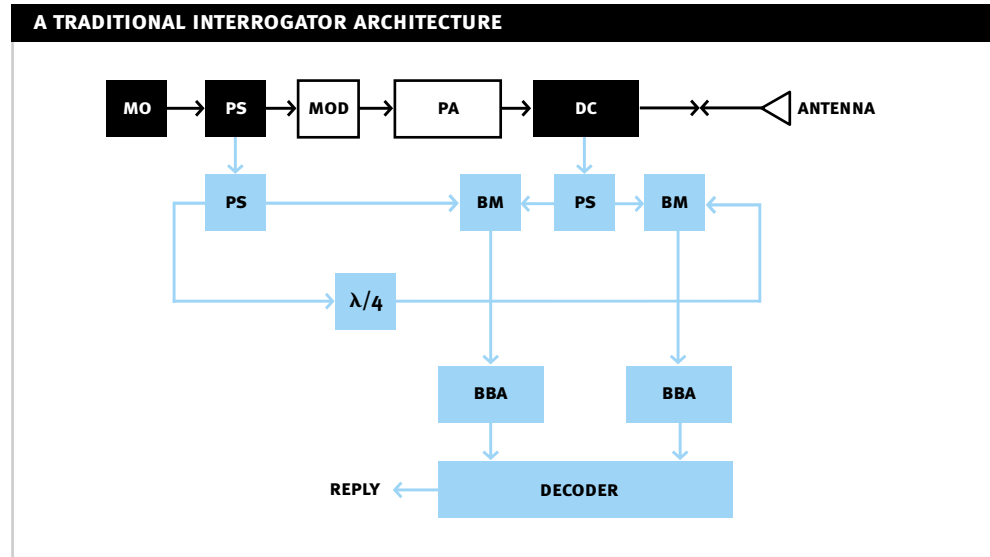 A TRADITIONAL INTERROGATOR ARCHITECTURE
MO PS MOD PA DC ANTENNA
PS BM PS BM
λ/4
BBA BBA
REPLY DECODER